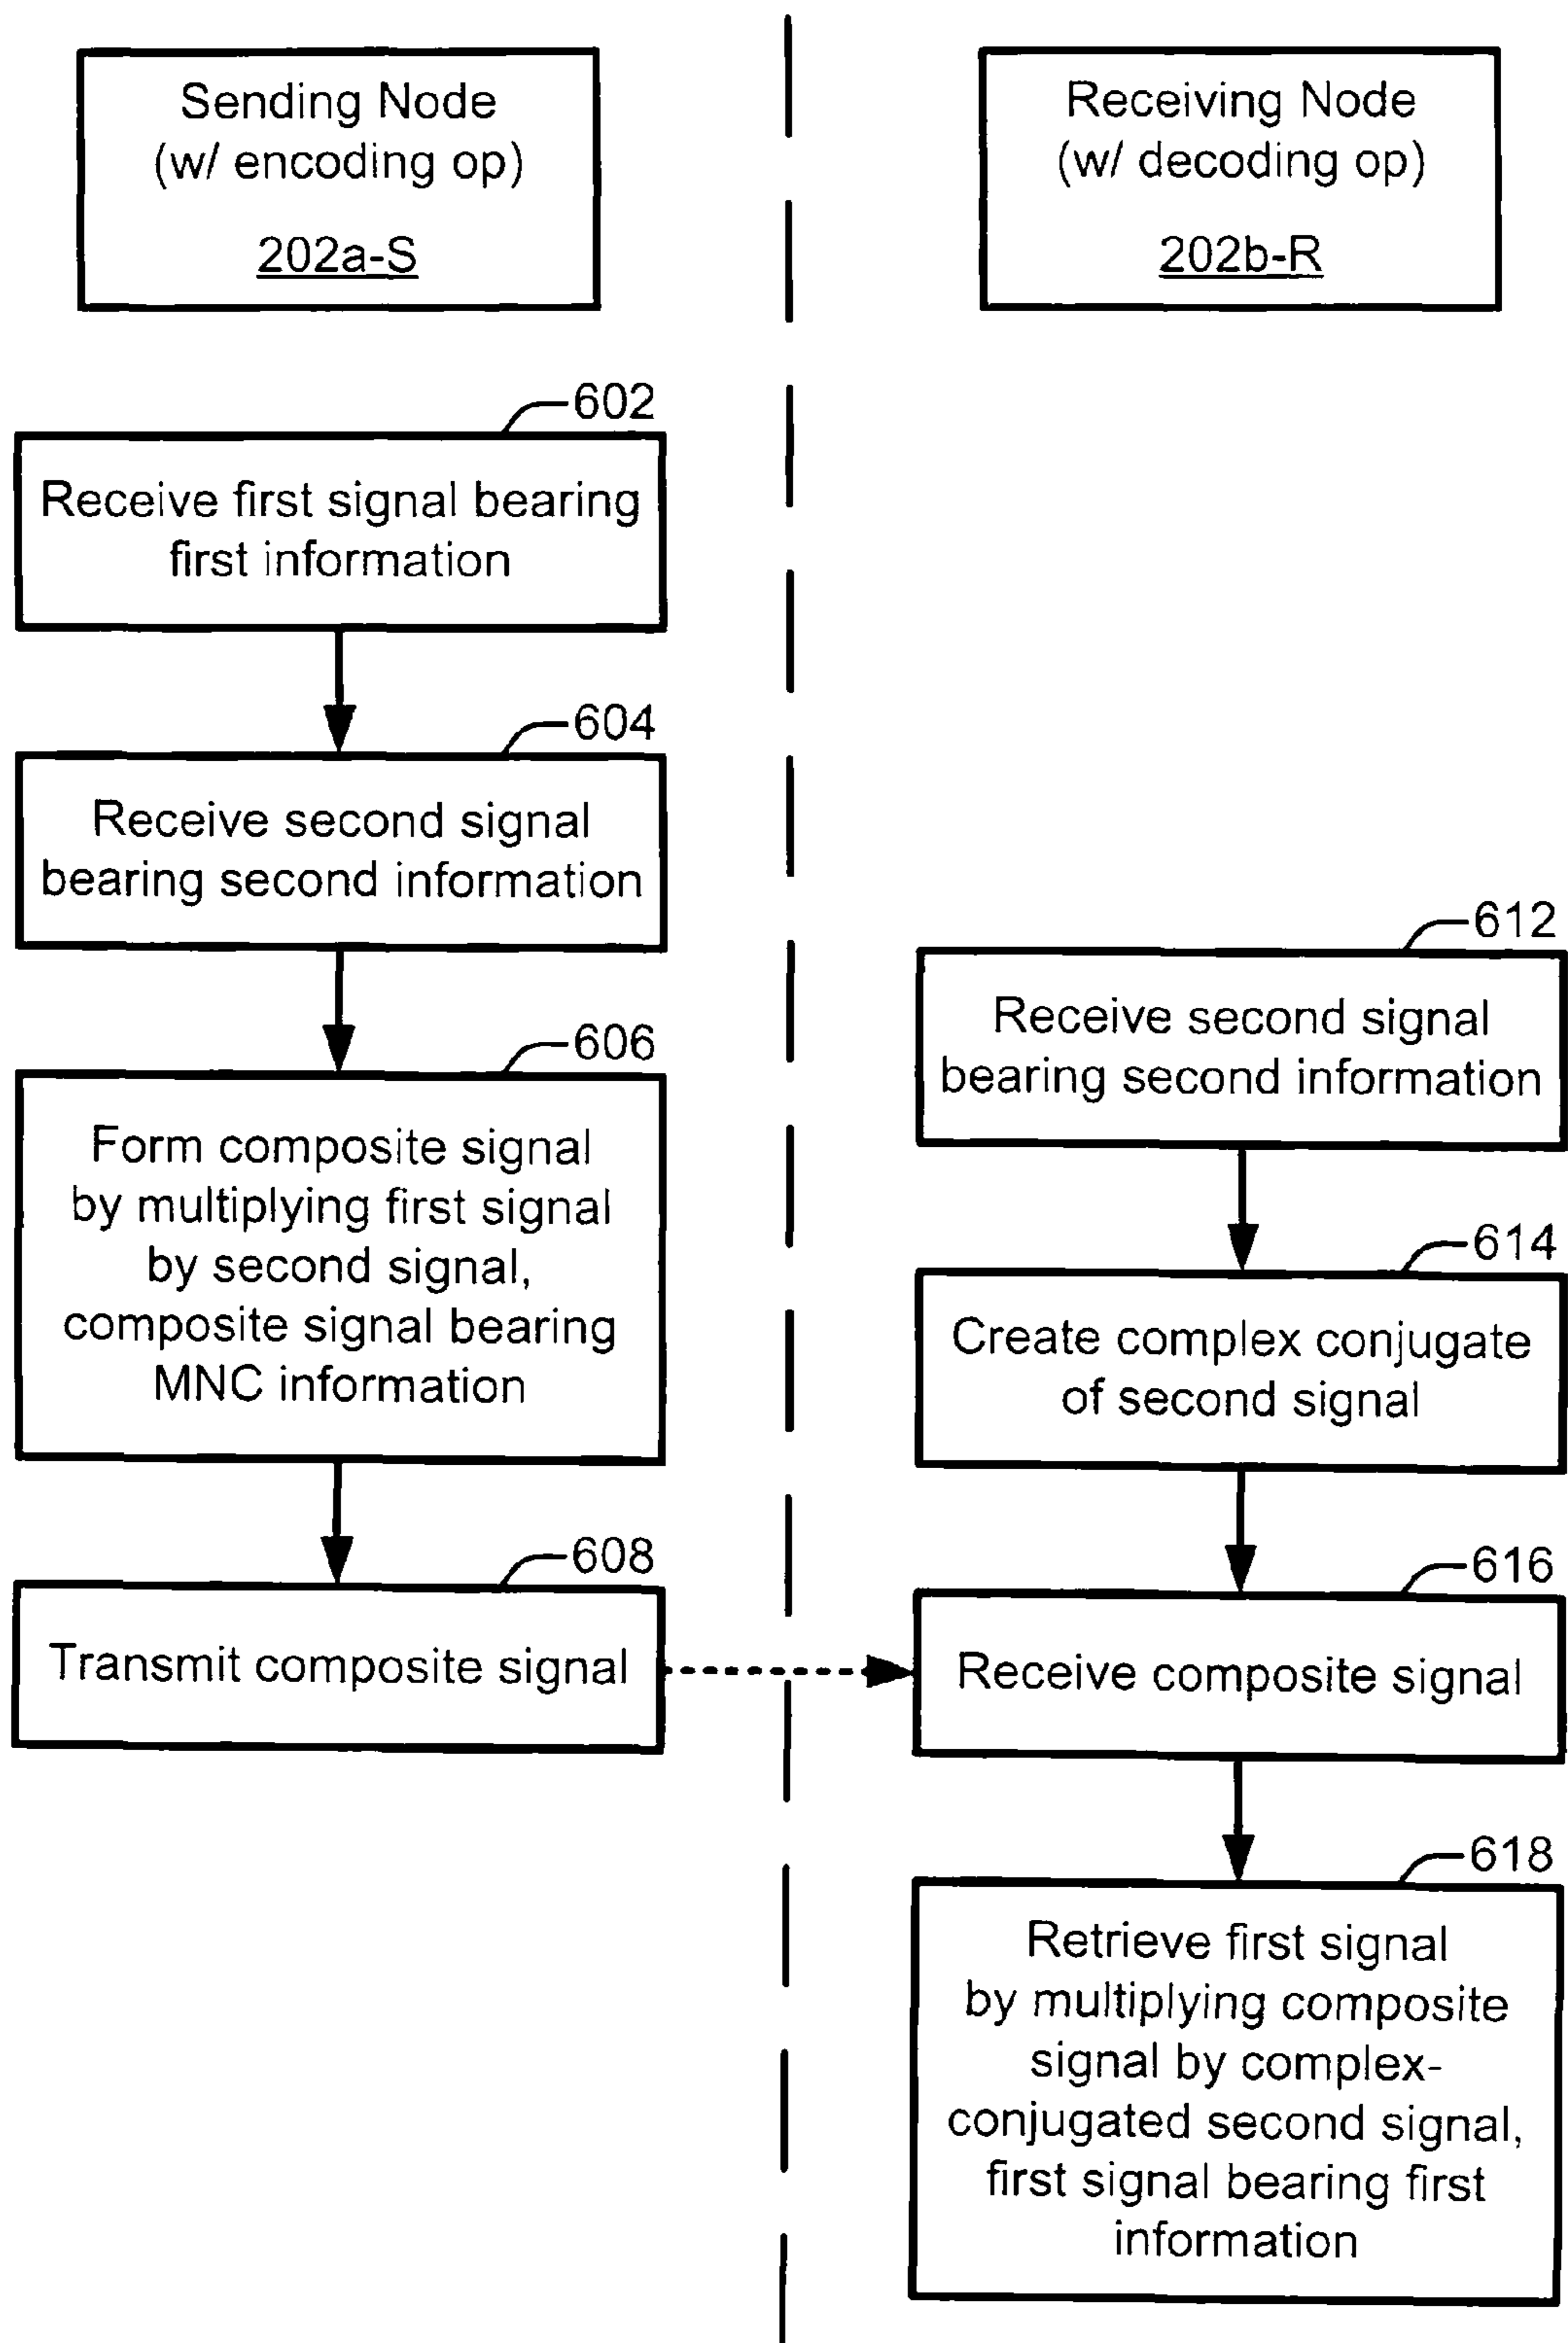 Sending Node
(w/ encoding op)
202a-S
Receiving Node
(w/ decoding op)
202b-R
602
Receive first signal bearing
first information
604
Receive second signal
bearing second information
606
Form composite signal
by multiplying first signal
by second signal,
composite signal bearing
MNC information
608
Transmit composite signal
612
Receive second signal
bearing second information
614
Create complex conjugate
of second signal
616
Receive composite signal
618
Retrieve first signal
by multiplying composite
signal by complex-
conjugated second signal,
first signal bearing first
information